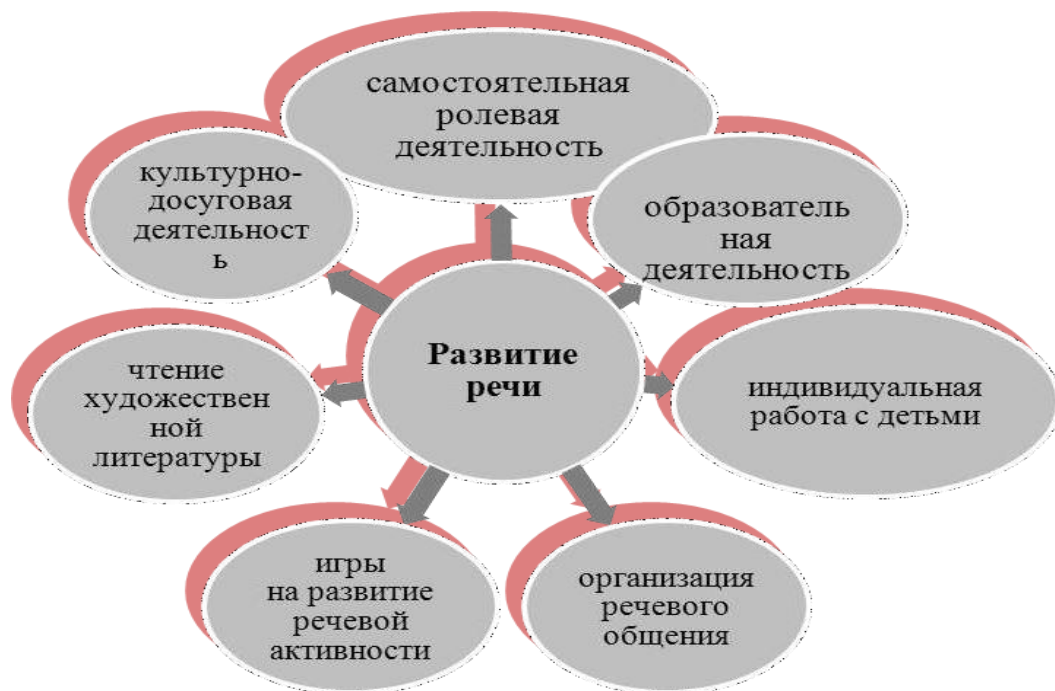 самостоятельная
ролевая
деятельность
культурно-
досуговая
деятельност
ь
образователь
ная
деятельность
Развитие
речи
чтение
художествен
ной
литературы
индивидуальная
работа с детьми
игры
на развитие
речевой
активности
организация
речевого
общения